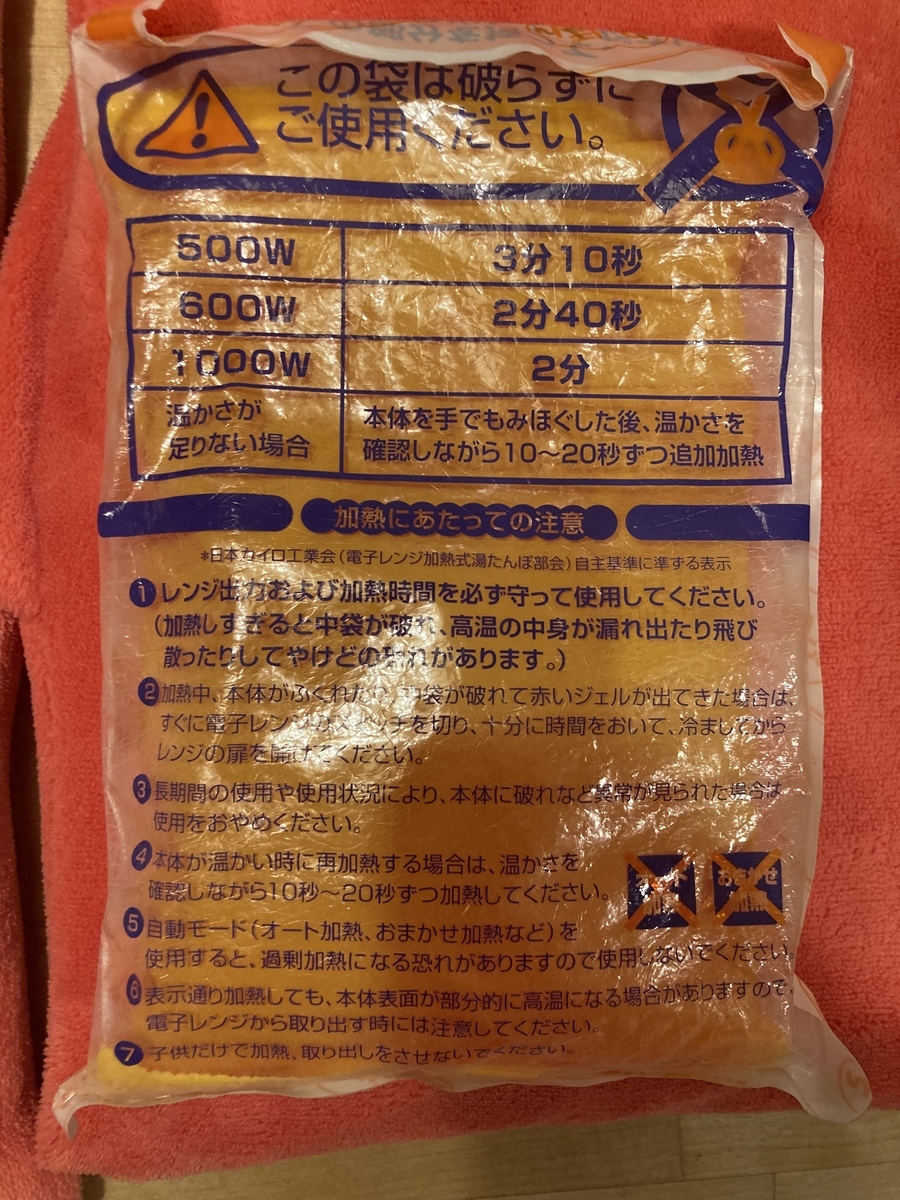 この袋は破らずに
ご使用ください。
500W 3分10秒
600W 2分40秒
1000W 2分
温かさが
足りない場合
本体を手でもみほぐした後、温かさを
確認しながら10〜20秒ずつ追加加熱
加熱にあたっての注意
*日本カイロ工業会(電子レンジ加熱式湯たんぽ部会)自主基準に準ずる表示
1 レンジ出力および加熱時間を必ず守って使用してください。
(加熱しすぎると中袋が破れ、高温の中身が漏れ出たり飛び
散ったりしてやけどの恐れがあります。)
2 加熱中、本体がふくれたり、中袋が破れて赤いジェルが出てきた場合は、
すぐに電子レンジのスイッチを切り、十分に時間をおいて、冷ましてから
レンジの扉を開けてください。
3 長期間の使用や使用状況により、本体に破れなど異常が見られた場合は
使用をおやめください。
4 本体が温かい時に再加熱する場合は、温かさを
確認しながら10秒〜20秒ずつ加熱してください。
オート
加熱
おまかせ
加熱
5 自動モード(オート加熱、おまかせ加熱など)を
使用すると、過剰加熱になる恐れがありますので使用しないでください。
6 表示通り加熱しても、本体表面が部分的に高温になる場合がありますので、
電子レンジから取り出す時には注意してください。
7 子供だけで加熱、取り出しをさせないでください。